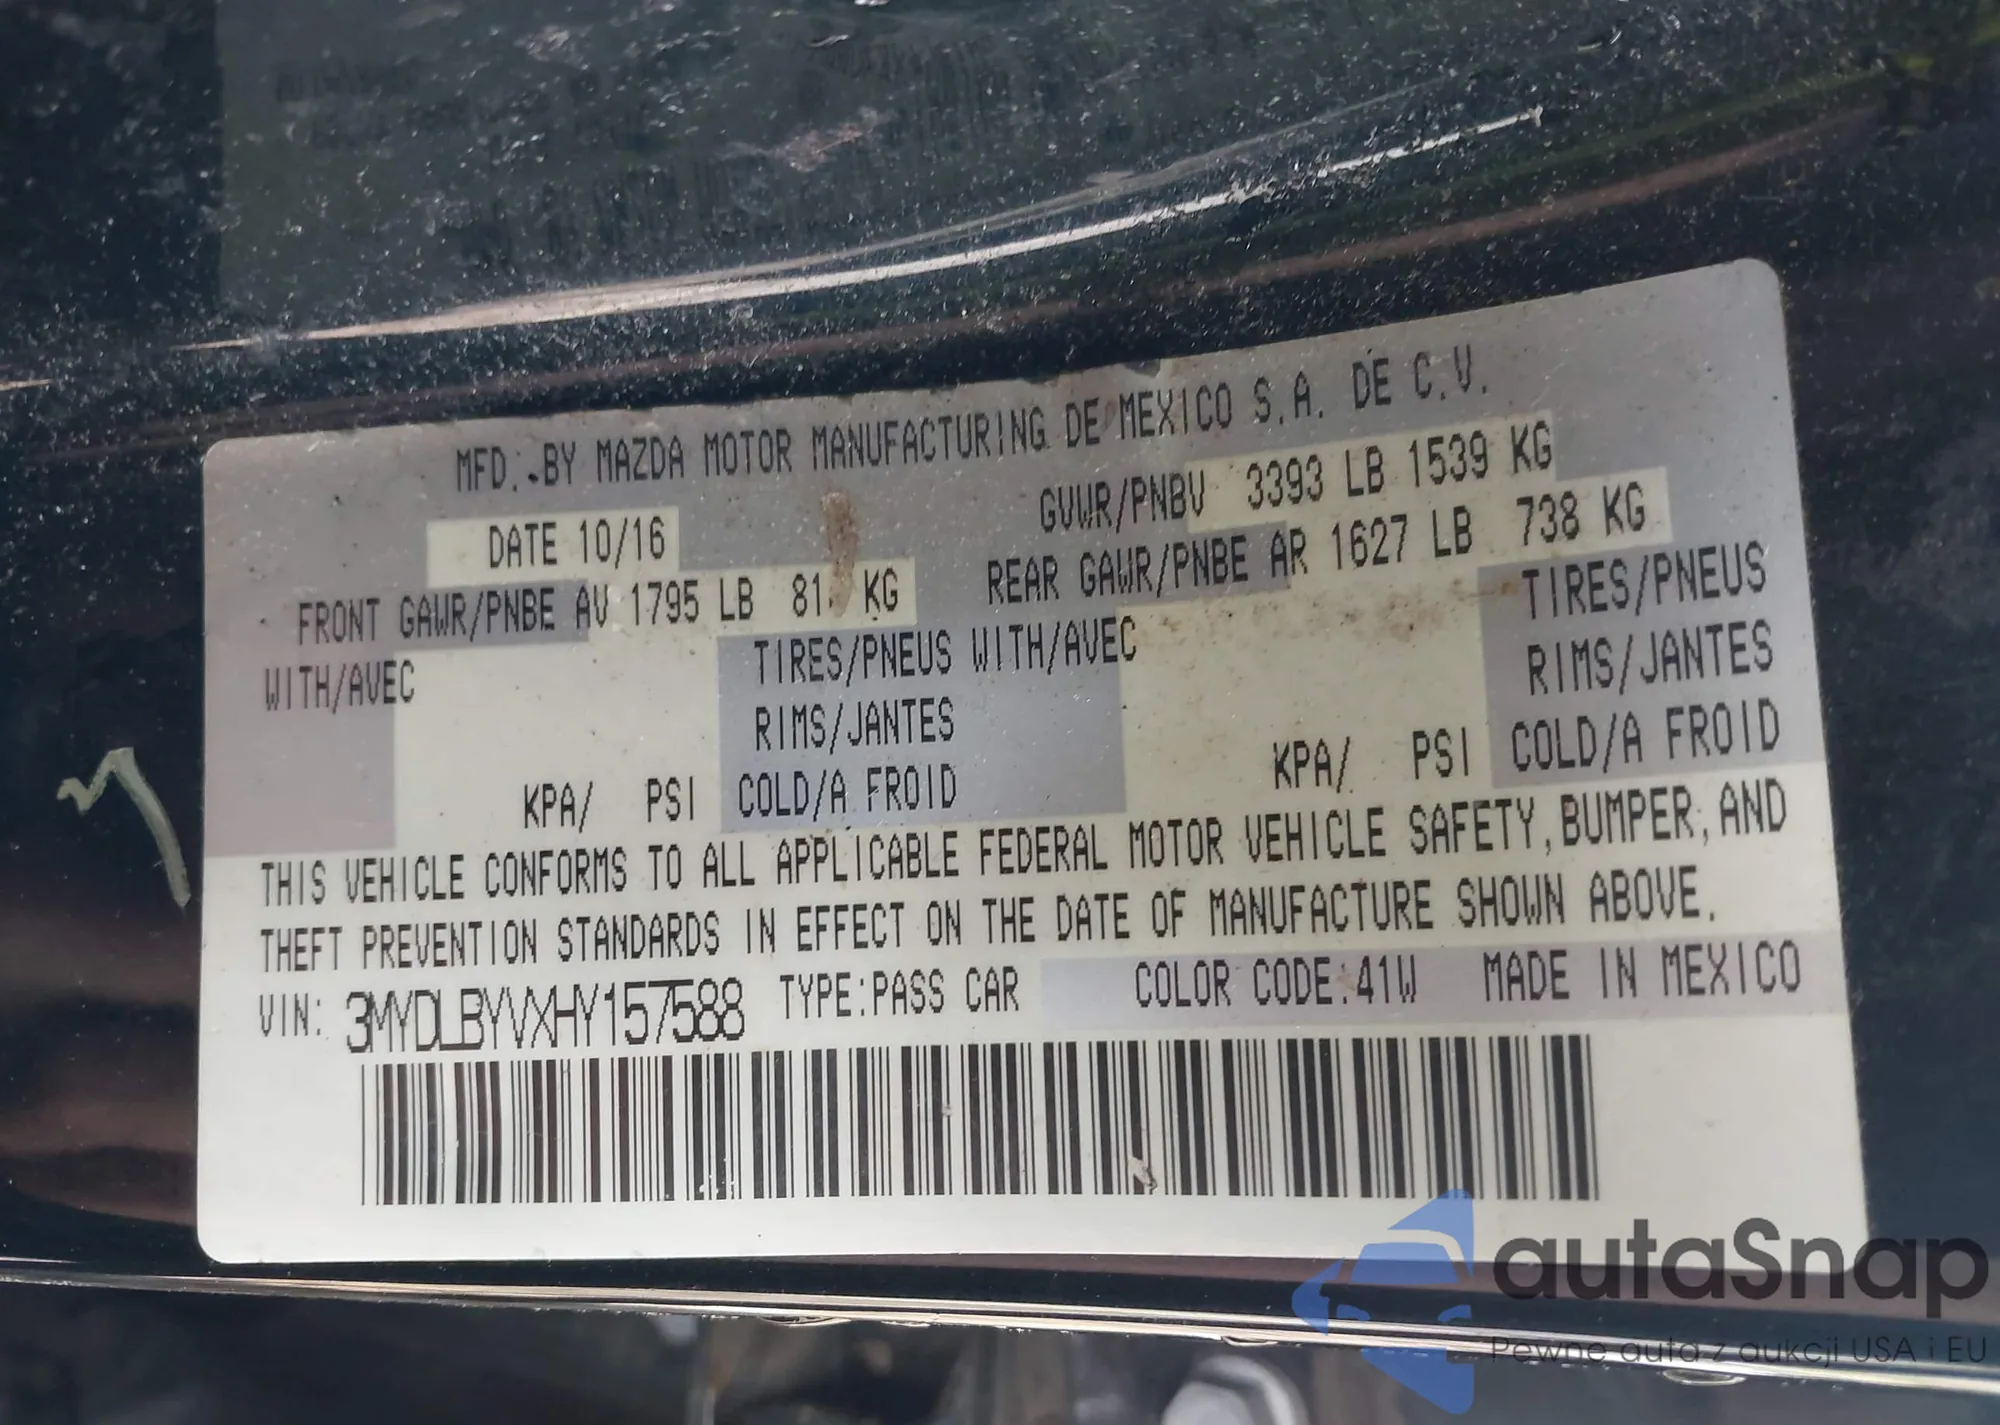 MFD. BY MAZDA MOTOR MANUFACTURING DE MEXICO S.A. DE C.V.
DATE 10/16 GVWR/PNBV 3393 LB 1539 KG
FRONT GAWR/PNBE AV 1795 LB KG REAR GAWR/PNBE AR 1627 LB 738 KG
WITH/AVEC TIRES/PNEUS WITH/AVEC TIRES/PNEUS
RIMS/JANTES RIMS/JANTES
KPA/ PSI COLD/A FROID KPA/ PSI COLD/A FROID
THIS VEHICLE CONFORMS TO ALL APPLICABLE FEDERAL MOTOR VEHICLE SAFETY, BUMPER, AND
THEFT PREVENTION STANDARDS IN EFFECT ON THE DATE OF MANUFACTURE SHOWN ABOVE.
VIN: 3MYDLBYVXHY157588 TYPE:PASS CAR COLOR CODE:41W MADE IN MEXICO
autaSnap
Pewne auta z aukcji USA i EU